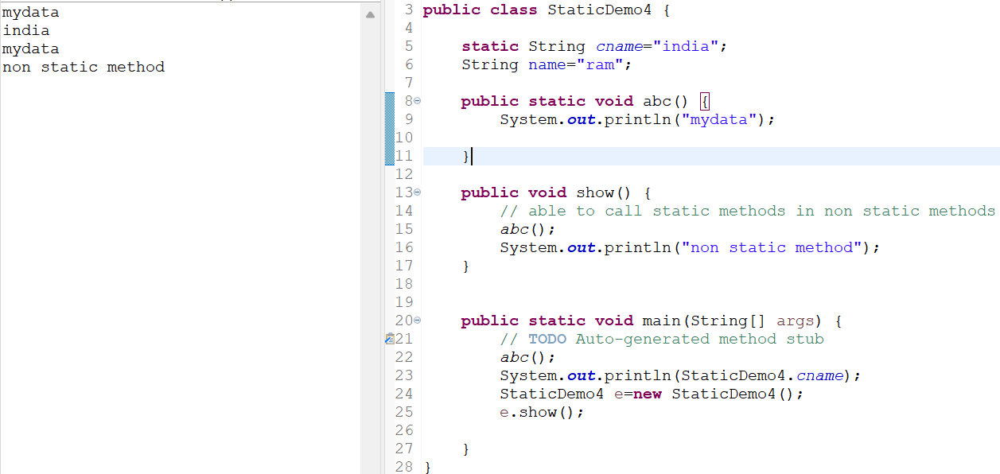 mydata
india
mydata
non static method
3 public class StaticDemo4 {
4
5 static String cname="india";
6 String name="ram";
7
8 public static void abc() {
9 System.out.println("mydata");
10
11 }
12
13 public void show() {
14 // able to call static methods in non static methods
15 abc();
16 System.out.println("non static method");
17 }
18
19
20 public static void main(String[] args) {
21 // TODO Auto-generated method stub
22 abc();
23 System.out.println(StaticDemo4.cname);
24 StaticDemo4 e=new StaticDemo4();
25 e.show();
26
27 }
28 }